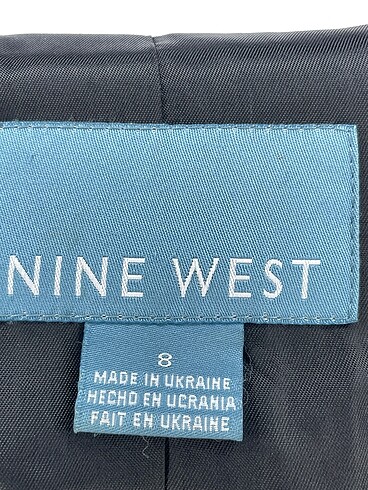 NINE WEST
8
MADE IN UKRAINE
HECHO EN UCRANIA
FAIT EN UKRAINE